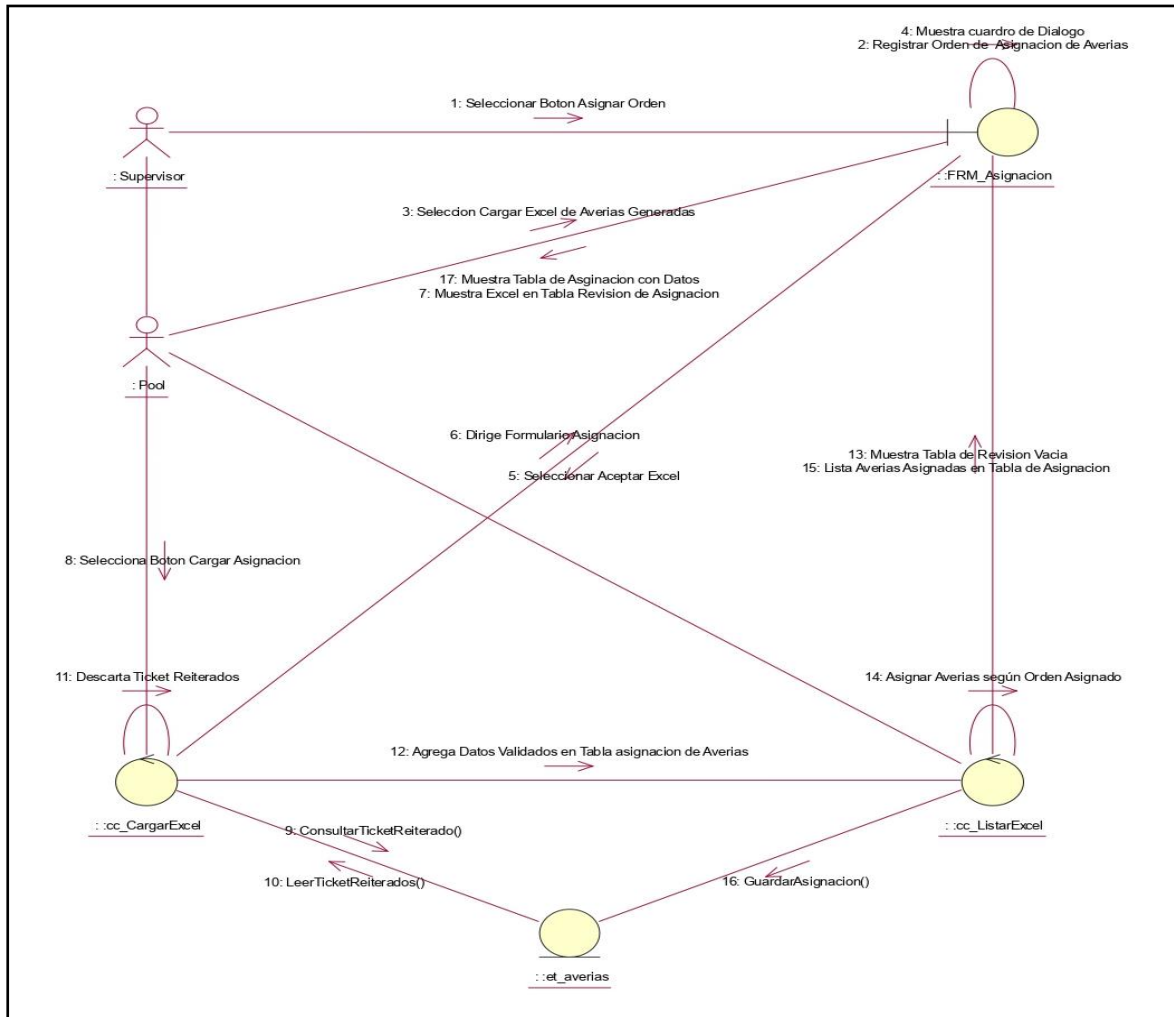 4: Muestra cuardro de Dialogo
2: Registrar Orden de Asignacion de Averias
1: Seleccionar Boton Asignar Orden
: Supervisor
: :FRM_Asignacion
3: Seleccion Cargar Excel de Averias Generadas
17: Muestra Tabla de Asginacion con Datos
7: Muestra Excel en Tabla Revision de Asignacion
: Pool
6: Dirige Formulario Asignacion
5: Seleccionar Aceptar Excel
13: Muestra Tabla de Revision Vacia
15: Lista Averias Asignadas en Tabla de Asignacion
8: Selecciona Boton Cargar Asignacion
11: Descarta Ticket Reiterados
14: Asignar Averias según Orden Asignado
12: Agrega Datos Validados en Tabla asignacion de Averias
: :cc_CargarExcel
: :cc_ListarExcel
9: ConsultarTicketReiterado()
10: LeerTicketReiterados()
16: GuardarAsignacion()
: :et_averias